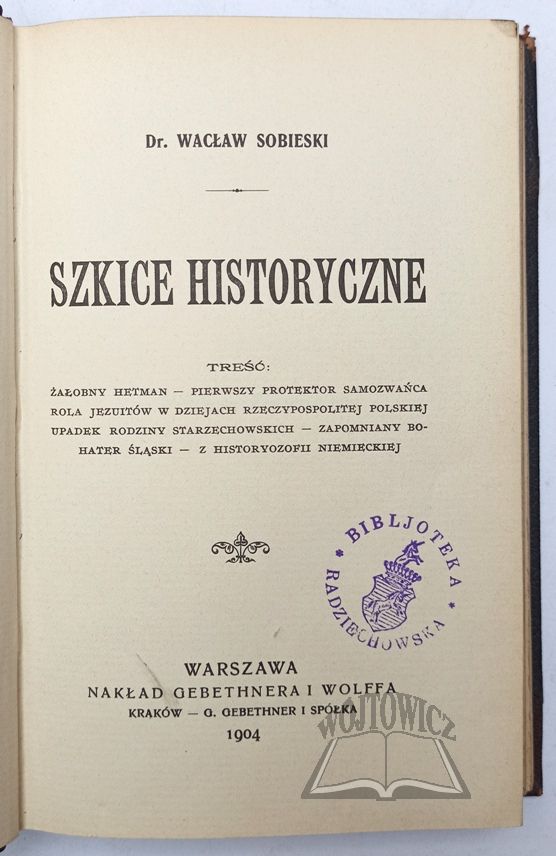 Dr. WACŁAW SOBIESKI
SZKICE HISTORYCZNE
TREŚĆ:
ŻAŁOBNY HETMAN — PIERWSZY PROTEKTOR SAMOZWAŃCA
ROLA JEZUITÓW W DZIEJACH RZECZYPOSPOLITEJ POLSKIEJ
UPADEK RODZINY STARZECHOWSKICH — ZAPOMNIANY BO-
HATER ŚLĄSKI — Z HISTORYOZOFII NIEMIECKIEJ
* BIBLJOTEKA *
RADZIECHOWSKA
WARSZAWA
NAKŁAD GEBETHNERA I WOLFFA
KRAKÓW — G. GEBETHNER I SPÓŁKA
1904
WÓJTOWICZ